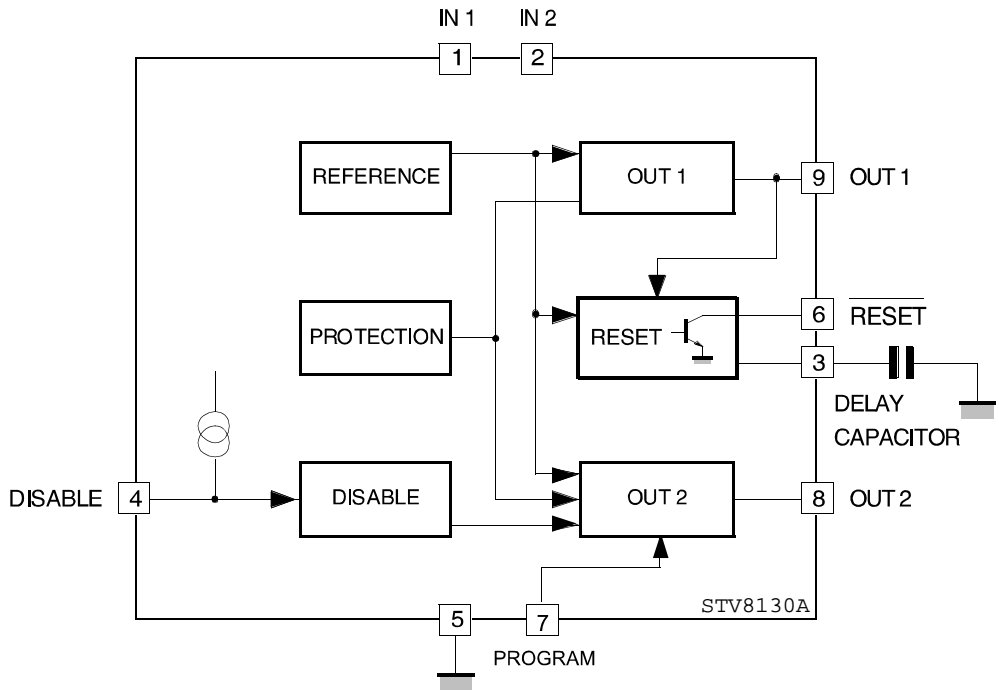 IN 1
IN 2
1
2
REFERENCE
OUT 1
9
OUT 1
PROTECTION
RESET
6
RESET
3
DELAY
CAPACITOR
DISABLE
4
DISABLE
OUT 2
8
OUT 2
STV8130A
5
7
PROGRAM